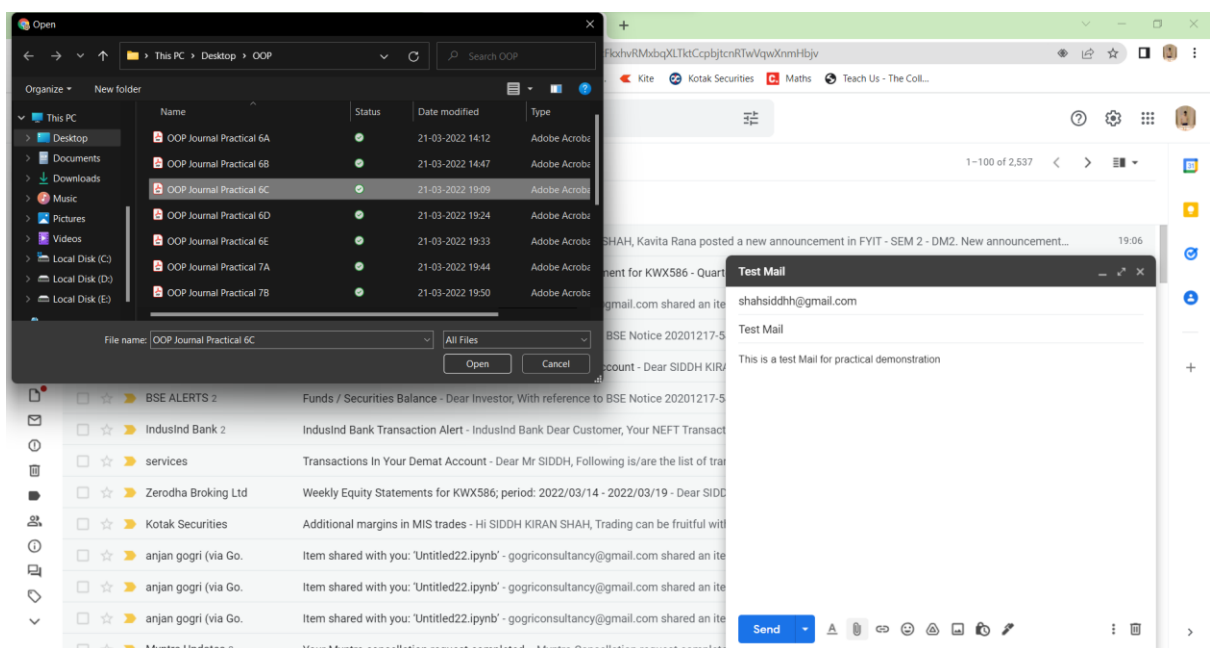 Open
This PC › Desktop › OOP
Search OOP
Organize
New folder
Name Status Date modified Type
This PC
Desktop
Documents
Downloads
Music
Pictures
Videos
Local Disk (C:)
Local Disk (D:)
Local Disk (E:)
OOP Journal Practical 6A 21-03-2022 14:12 Adobe Acroba
OOP Journal Practical 6B 21-03-2022 14:47 Adobe Acroba
OOP Journal Practical 6C 21-03-2022 19:09 Adobe Acroba
OOP Journal Practical 6D 21-03-2022 19:24 Adobe Acroba
OOP Journal Practical 6E 21-03-2022 19:33 Adobe Acroba
OOP Journal Practical 7A 21-03-2022 19:44 Adobe Acroba
OOP Journal Practical 7B 21-03-2022 19:50 Adobe Acroba
File name: OOP Journal Practical 6C All Files
Open Cancel
Kite Kotak Securities Maths Teach Us - The Coll...
1–100 of 2,537
SHAH, Kavita Rana posted a new announcement in FYIT - SEM 2 - DM2. New announcement... 19:06
nent for KWX586 - Quart
gmail.com shared an ite
BSE Notice 20201217-5
ccount - Dear SIDDH KIRA
BSE ALERTS 2 Funds / Securities Balance - Dear Investor, With reference to BSE Notice 20201217-5
IndusInd Bank 2 IndusInd Bank Transaction Alert - IndusInd Bank Dear Customer, Your NEFT Transact
services Transactions In Your Demat Account - Dear Mr SIDDH, Following is/are the list of tra
Zerodha Broking Ltd Weekly Equity Statements for KWX586; period: 2022/03/14 - 2022/03/19 - Dear SIDD
Kotak Securities Additional margins in MIS trades - Hi SIDDH KIRAN SHAH, Trading can be fruitful wit
anjan gogri (via Go. Item shared with you: 'Untitled22.ipynb' - gogriconsultancy@gmail.com shared an ite
anjan gogri (via Go. Item shared with you: 'Untitled22.ipynb' - gogriconsultancy@gmail.com shared an ite
anjan gogri (via Go. Item shared with you: 'Untitled22.ipynb' - gogriconsultancy@gmail.com shared an ite
Test Mail
shahsiddhh@gmail.com
Test Mail
This is a test Mail for practical demonstration
Send